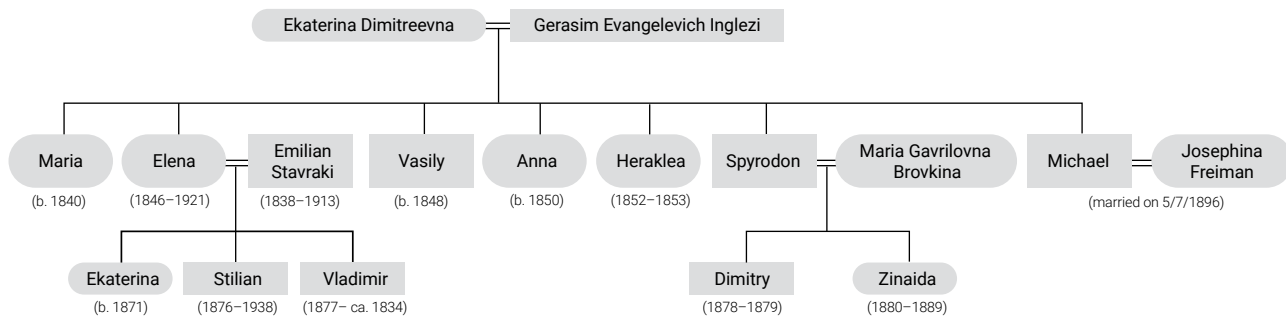 Ekaterina Dimitreevna
Gerasim Evangelevich Inglezi
Maria
(b. 1840)
Elena
(1846–1921)
Emilian
Stavraki
(1838–1913)
Vasily
(b. 1848)
Anna
(b. 1850)
Heraklea
(1852–1853)
Spyrodon
Maria Gavrilovna
Brovkina
Michael
Josephina
Freiman
(married on 5/7/1896)
Ekaterina
(b. 1871)
Stilian
(1876–1938)
Vladimir
(1877– ca. 1834)
Dimitry
(1878–1879)
Zinaida
(1880–1889)